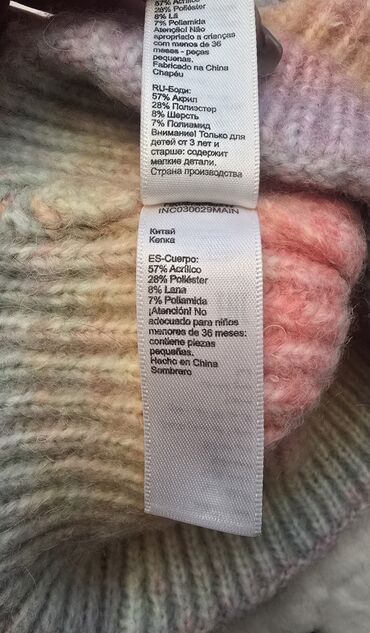 57% Acrílico
28% Poliéster
8% Lã
7% Poliamida
Atenção! Não
apropriado a crianças
com menos de 36
meses - peças
pequenas.
Fabricado na China
Chapéu
RU-Боди:
57% Акрил
28% Полиэстер
8% Шерсть
7% Полиамид
Внимание! Только для
детей от 3 лет и
старше: содержит
мелкие детали.
Страна производства
INC030029MAIN
Китай
Кепка
ES-Cuerpo:
57% Acrílico
28% Poliéster
8% Lana
7% Poliamida
¡Atención! No
adecuado para niños
menores de 36 meses:
contiene piezas
pequeñas.
Hecho en China
Sombrero